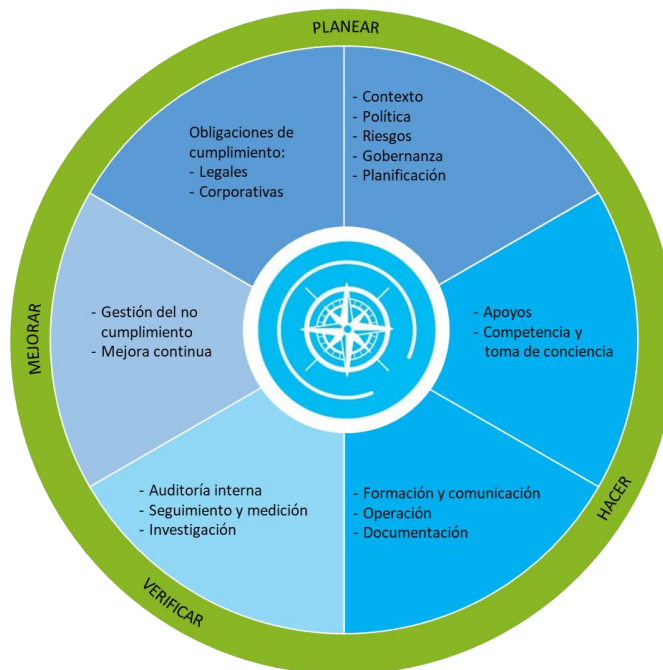 PLANEAR
Obligaciones de
cumplimiento:
- Legales
- Corporativas
- Contexto
- Política
- Riesgos
- Gobernanza
- Planificación
- Apoyos
- Competencia y
toma de conciencia
HACER
- Formación y comunicación
- Operación
- Documentación
- Auditoría interna
- Seguimiento y medición
- Investigación
VERIFICAR
- Gestión del no
cumplimiento
- Mejora continua
MEJORAR